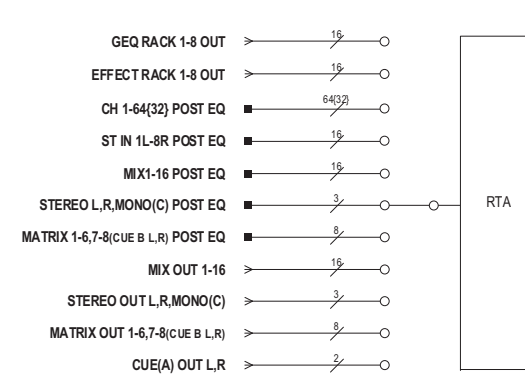 GEQ RACK 1-8 OUT 16
EFFECT RACK 1-8 OUT 16
CH 1-64{32} POST EQ 64{32}
ST IN 1L-8R POST EQ 16
MIX1-16 POST EQ 16
STEREO L,R,MONO(C) POST EQ 3 RTA
MATRIX 1-6,7-8(CUE B L,R) POST EQ 8
MIX OUT 1-16 16
STEREO OUT L,R,MONO(C) 3
MATRIX OUT 1-6,7-8(CUE B L,R) 8
CUE(A) OUT L,R 2